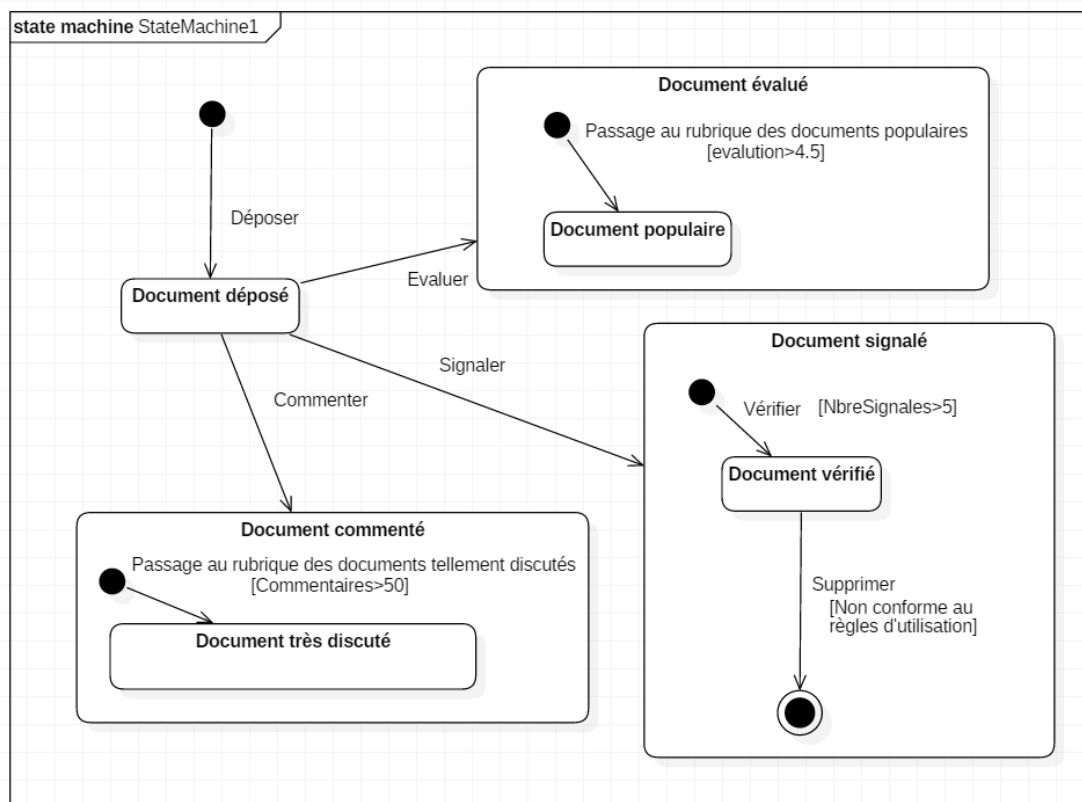 state machine StateMachine1
Document évalué
Passage au rubrique des documents populaires
[evalution>4.5]
Déposer
Document populaire
Evaluer
Document déposé
Document signalé
Signaler
Commenter
Vérifier [NbreSignales>5]
Document vérifié
Document commenté
Passage au rubrique des documents tellement discutés
[Commentaires>50]
Supprimer
[Non conforme au
règles d'utilisation]
Document très discuté